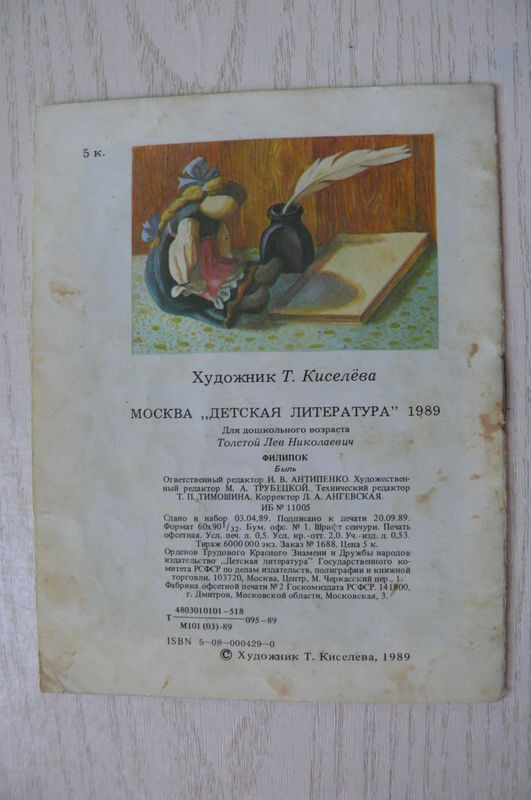 5 к.
Художник Т. Киселёва
МОСКВА „ДЕТСКАЯ ЛИТЕРАТУРА" 1989
Для дошкольного возраста
Толстой Лев Николаевич
ФИЛИПОК
Быль
Ответственный редактор И. В. АНТИПЕНКО. Художествен-
ный редактор М. А. ТРУБЕЦКОЙ. Технический редактор
Т. П. ТИМОШИНА. Корректор Л. А. АНГЕВСКАЯ.
ИБ № 11005
Сдано в набор 03.04.89. Подписано к печати 20.09.89.
Формат 60х90 1/32. Бум. офс. № 1. Шрифт сенчури. Печать
офсетная. Усл. печ. л. 0,5. Усл. кр.-отт. 2,0. Уч.-изд. л. 0,53.
Тираж 6000000 экз. Заказ № 1688. Цена 5 к.
Орденов Трудового Красного Знамени и Дружбы народов
издательство „Детская литература" Государственного ко-
митета РСФСР по делам издательств, полиграфии и книжной
торговли. 103720, Москва, Центр, М. Черкасский пер., 1.
Фабрика офсетной печати № 2 Госкомиздата РСФСР. 141800,
г. Дмитров, Московской области, Московская, 3.
Т 4803010101-518 / М101(03)-89 095-89
ISBN 5-08-000429-0
© Художник Т. Киселёва, 1989